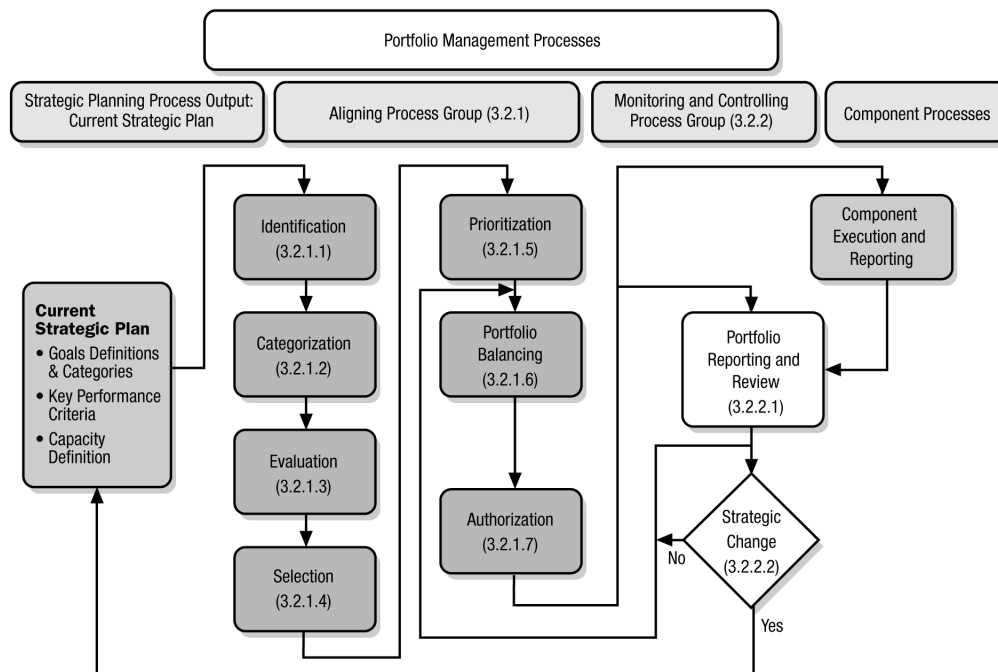 Portfolio Management Processes
Strategic Planning Process Output:
Current Strategic Plan
Aligning Process Group (3.2.1)
Monitoring and Controlling
Process Group (3.2.2)
Component Processes
Current
Strategic Plan
• Goals Definitions
& Categories
• Key Performance
Criteria
• Capacity
Definition
Identification
(3.2.1.1)
Categorization
(3.2.1.2)
Evaluation
(3.2.1.3)
Selection
(3.2.1.4)
Prioritization
(3.2.1.5)
Portfolio
Balancing
(3.2.1.6)
Authorization
(3.2.1.7)
Component
Execution and
Reporting
Portfolio
Reporting and
Review
(3.2.2.1)
Strategic
Change
(3.2.2.2)
No
Yes